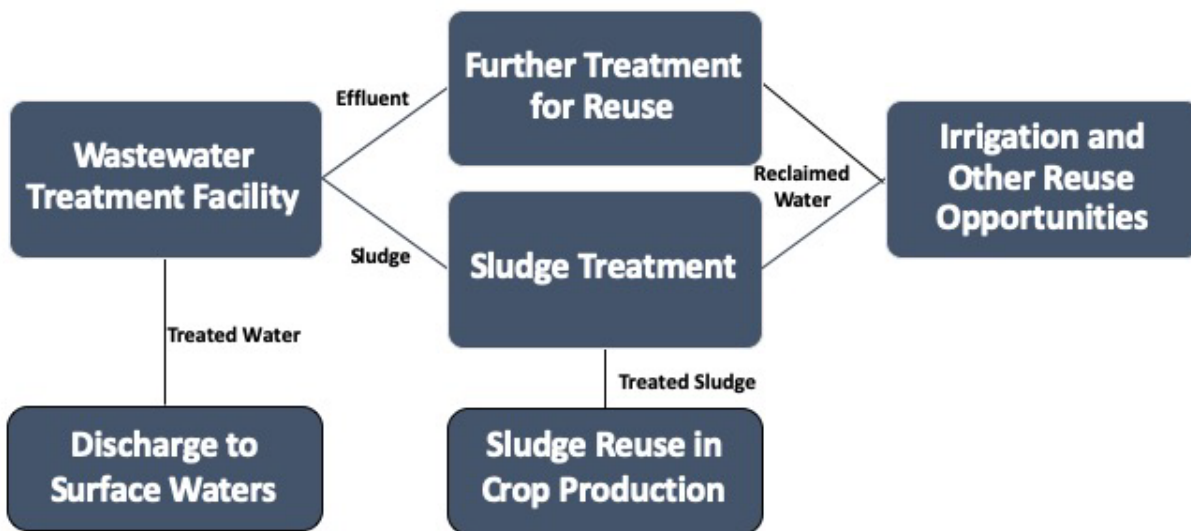 Wastewater
Treatment Facility
Effluent
Sludge
Further Treatment
for Reuse
Sludge Treatment
Reclaimed
Water
Irrigation and
Other Reuse
Opportunities
Treated Water
Treated Sludge
Discharge to
Surface Waters
Sludge Reuse in
Crop Production